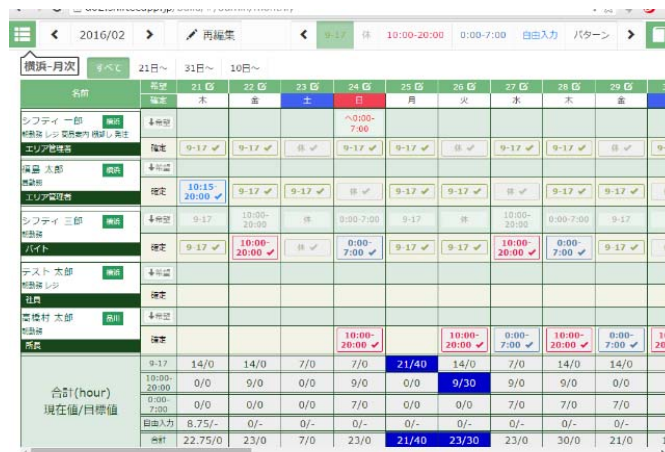 2016/02 再編集 9-17 休 10:00-20:00 0:00-7:00 自由入力 パターン
横浜-月次 すべて 21日～ 31日～ 10日～
名前 希望 21 22 23 24 25 26 27 28 29
確定 木 金 土 日 月 火 水 木 金
シフティ 一郎 横浜 ↓希望 へ0:00-7:00
エリア管理者 確定 9-17 9-17 休 9-17 9-17 休 9-17 9-17 9-17
太郎 横浜 ↓希望
エリア管理者 確定 10:15-20:00 9-17 9-17 休 9-17 9-17 休 9-17 9-17
シフティ 三郎 横浜 ↓希望 9-17 10:00-20:00 休 0:00-7:00 9-17 休 10:00-20:00 0:00-7:00 9-17
朝勤務
バイト 確定 9-17 10:00-20:00 休 0:00-7:00 9-17 9-17 10:00-20:00 0:00-7:00 9-17
テスト 太郎 横浜 ↓希望
朝勤務 レジ
社員 確定
高橋村 太郎 品川 ↓希望
朝勤務
所長 確定 10:00-20:00 10:00-20:00 0:00-7:00 10:00-20:00 0:00-7:00
合計(hour)
現在値/目標値
9-17 14/0 14/0 7/0 7/0 21/40 14/0 7/0 14/0 14/0
10:00-20:00 0/0 9/0 0/0 9/0 0/0 9/30 9/0 9/0 0/0
0:00-7:00 0/0 0/0 0/0 7/0 0/0 0/0 7/0 7/0 7/0
自由入力 8.75/- 0/- 0/- 0/- 0/- 0/- 0/- 0/- 0/-
合計 22.75/0 23/0 7/0 23/0 21/40 23/30 23/0 30/0 21/0